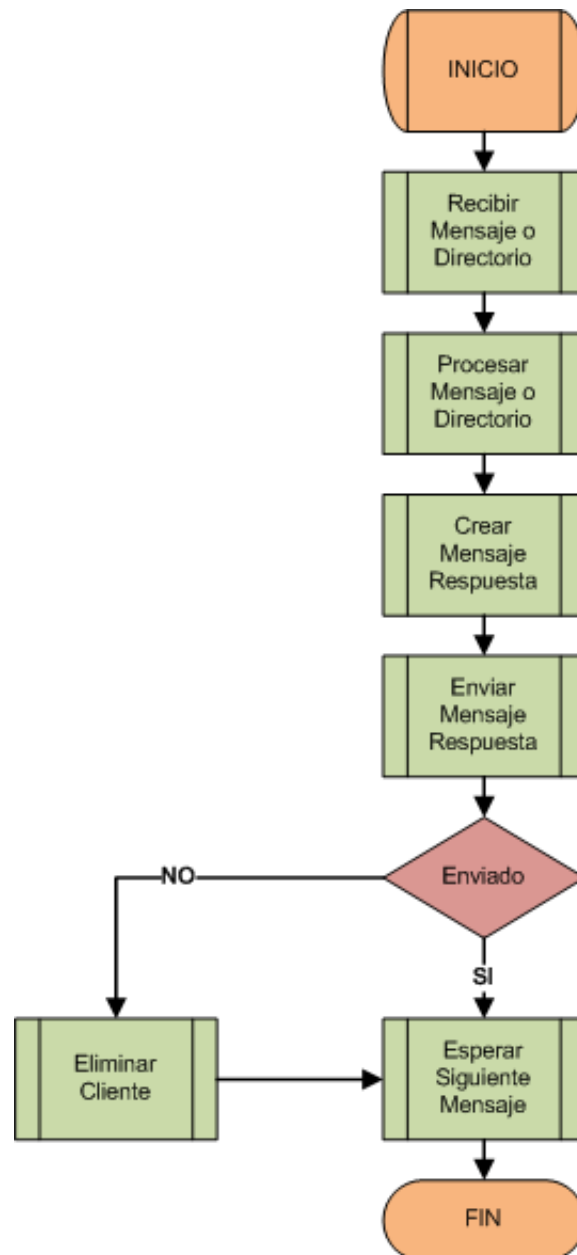 INICIO
Recibir
Mensaje o
Directorio
Procesar
Mensaje o
Directorio
Crear
Mensaje
Respuesta
Enviar
Mensaje
Respuesta
Enviado
NO
SI
Eliminar
Cliente
Esperar
Siguiente
Mensaje
FIN